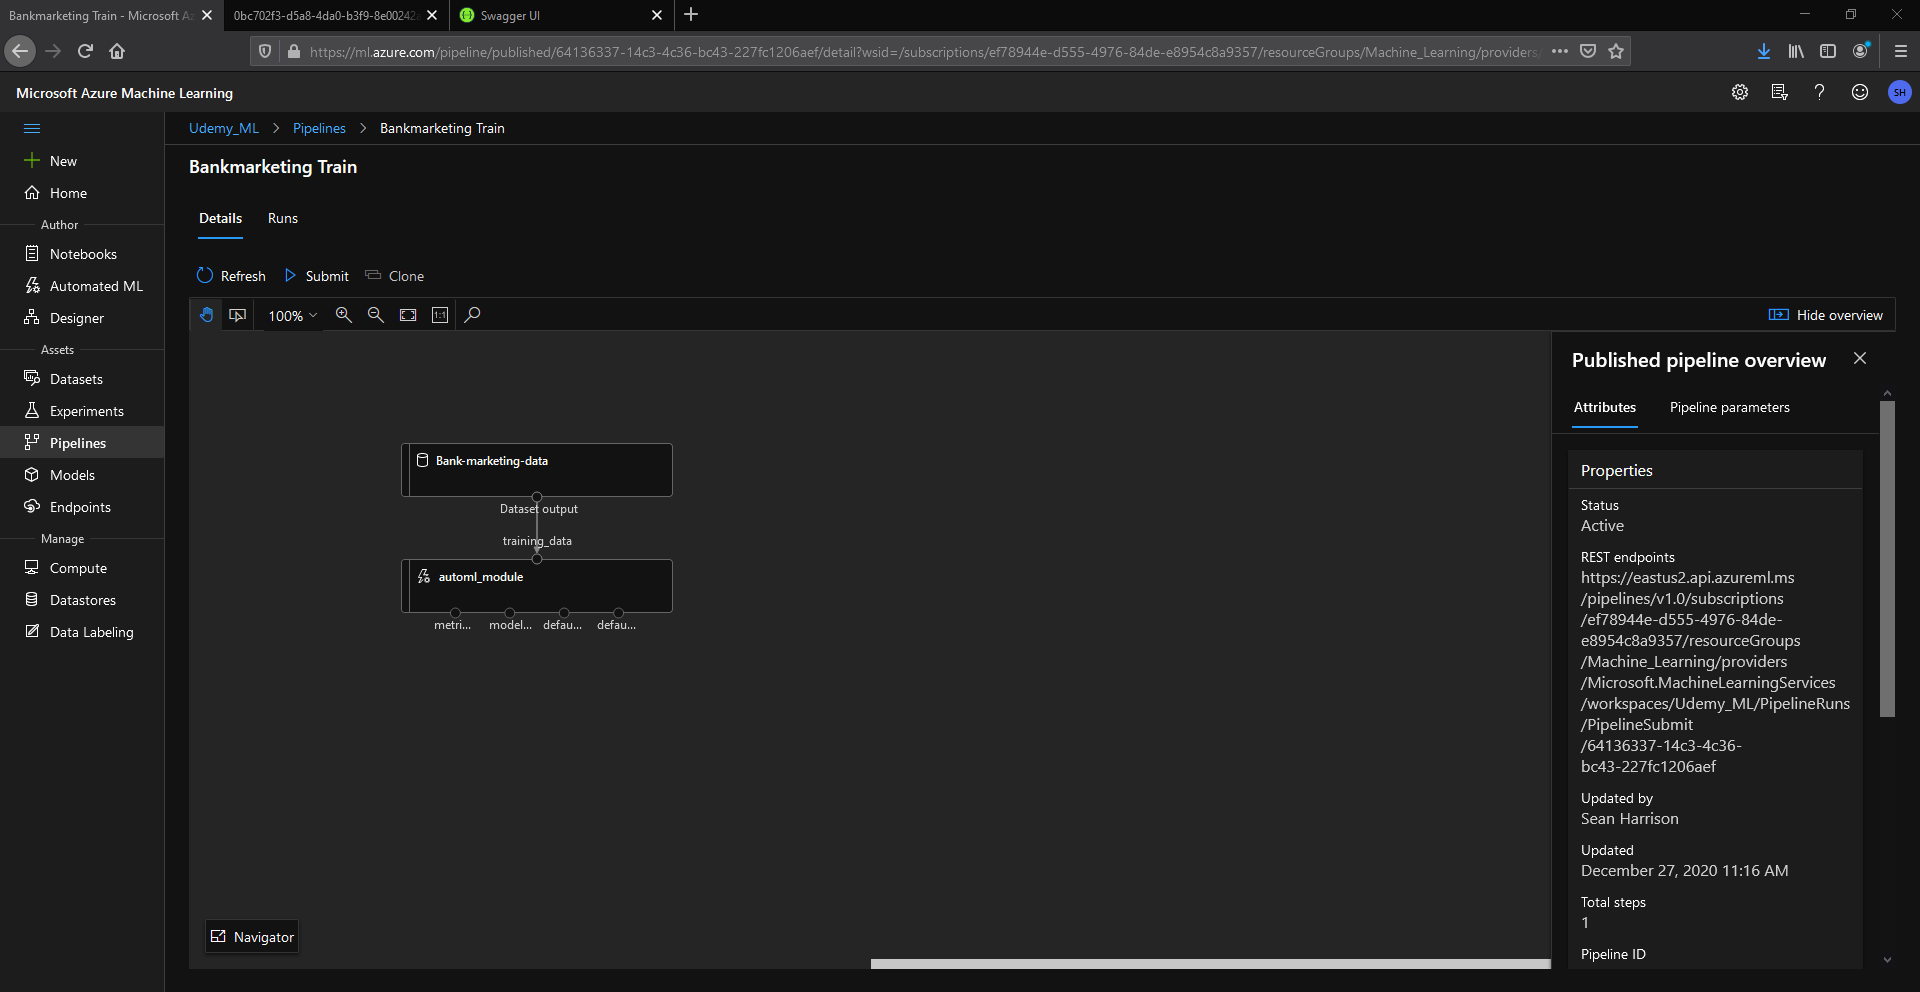 Bankmarketing Train - Microsoft Az
0bc702f3-d5a8-4da0-b3f9-8e00242a
Swagger UI
https://ml.azure.com/pipeline/published/64136337-14c3-4c36-bc43-227fc1206aef/detail?wsid=/subscriptions/ef78944e-d555-4976-84de-e8954c8a9357/resourceGroups/Machine_Learning/providers/
Microsoft Azure Machine Learning
SH
Udemy_ML > Pipelines > Bankmarketing Train
New
Home
Author
Notebooks
Automated ML
Designer
Assets
Datasets
Experiments
Pipelines
Models
Endpoints
Manage
Compute
Datastores
Data Labeling
Bankmarketing Train
Details Runs
Refresh Submit Clone
100% 1:1 Hide overview
Bank-marketing-data
Dataset output
training_data
automl_module
metri... model... defau... defau...
Navigator
Published pipeline overview
Attributes Pipeline parameters
Properties
Status
Active
REST endpoints
https://eastus2.api.azureml.ms
/pipelines/v1.0/subscriptions
/ef78944e-d555-4976-84de-
e8954c8a9357/resourceGroups
/Machine_Learning/providers
/Microsoft.MachineLearningServices
/workspaces/Udemy_ML/PipelineRuns
/PipelineSubmit
/64136337-14c3-4c36-
bc43-227fc1206aef
Updated by
Sean Harrison
Updated
December 27, 2020 11:16 AM
Total steps
1
Pipeline ID